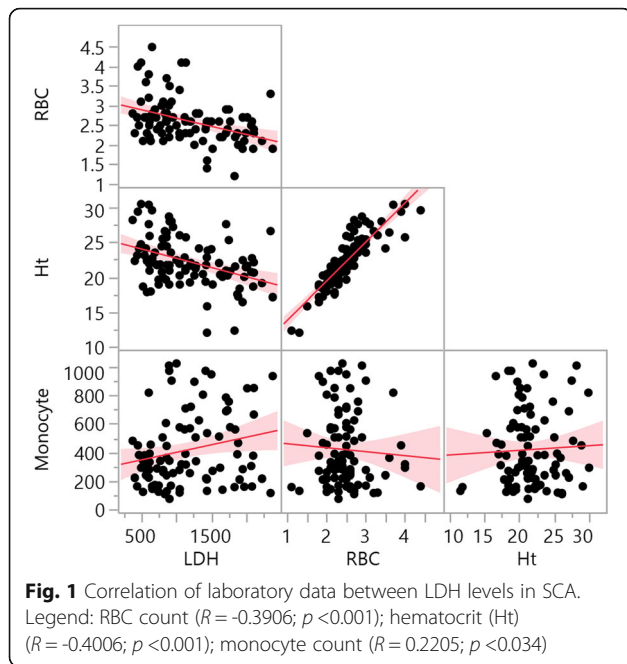 4.5
4
3.5
3
2.5
2
1.5
1
RBC
30
25
20
15
10
Ht
1000
800
600
400
200
0
Monocyte
500 1500
LDH
1 2 3 4
RBC
10 15 20 25 30
Ht
Fig. 1 Correlation of laboratory data between LDH levels in SCA.
Legend: RBC count (R = -0.3906; p <0.001); hematocrit (Ht)
(R = -0.4006; p <0.001); monocyte count (R = 0.2205; p <0.034)